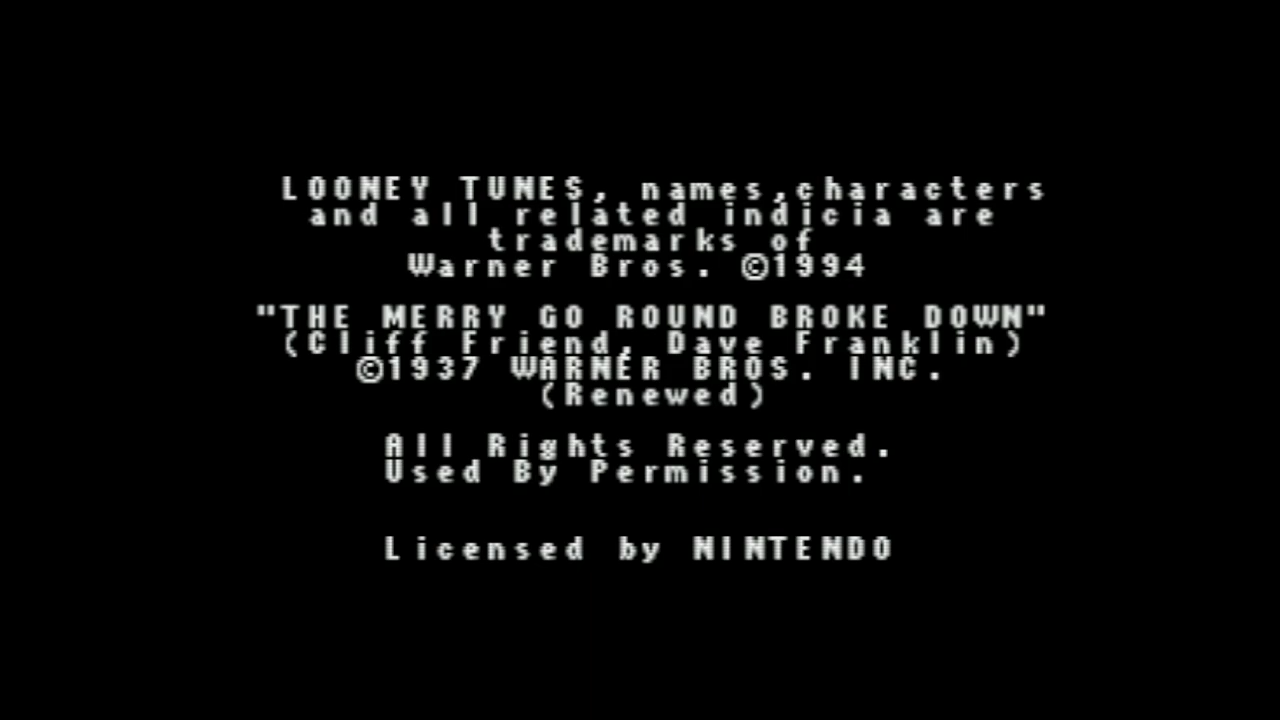 LOONEY TUNES, names,characters
and all related indicia are
trademarks of
Warner Bros. ©1994
"THE MERRY GO ROUND BROKE DOWN"
(Cliff Friend, Dave Franklin)
©1937 WARNER BROS. INC.
(Renewed)
All Rights Reserved.
Used By Permission.
Licensed by NINTENDO